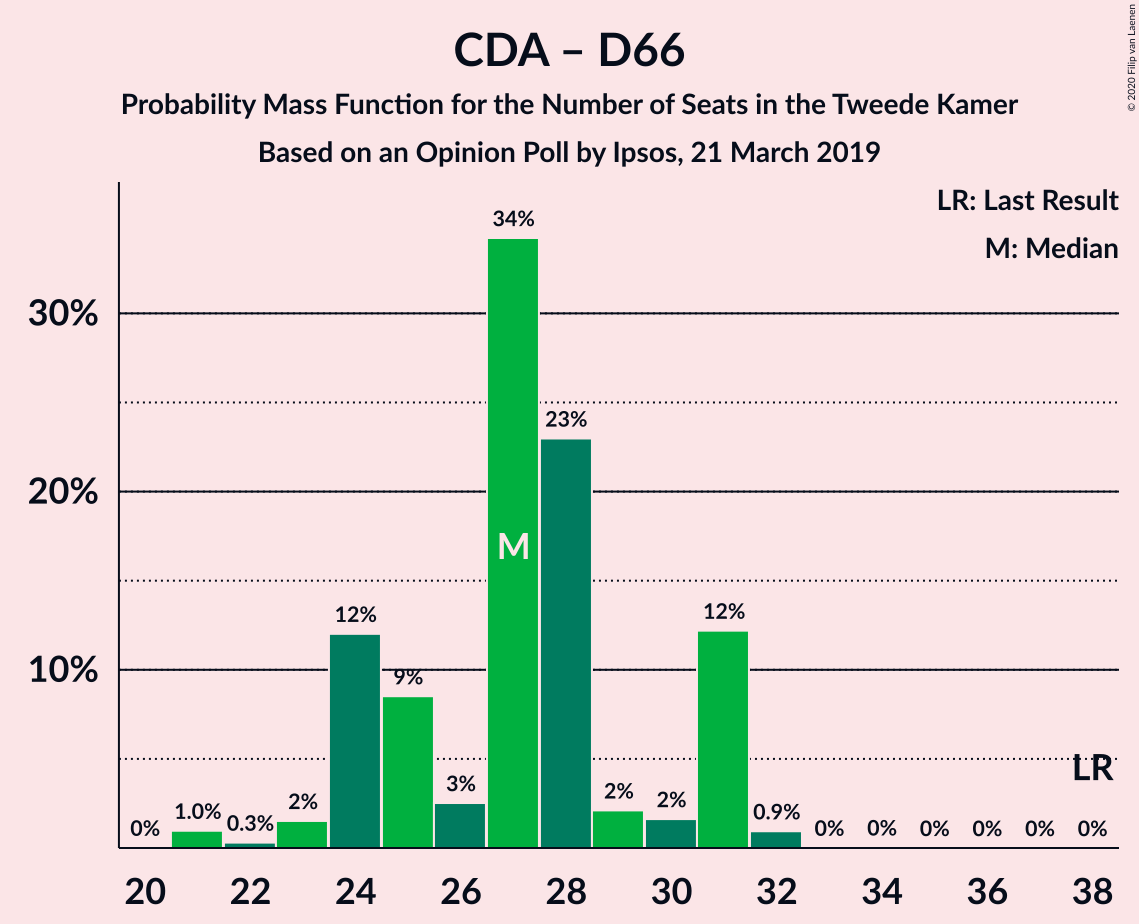 CDA – D66
Probability Mass Function for the Number of Seats in the Tweede Kamer
Based on an Opinion Poll by Ipsos, 21 March 2019
© 2020 Filip van Laenen
LR: Last Result
M: Median
30%
20%
10%
0%
1.0%
0.3%
2%
12%
9%
3%
34%
M
23%
2%
2%
12%
0.9%
0%
0%
0%
0%
0%
0%
LR
20 22 24 26 28 30 32 34 36 38